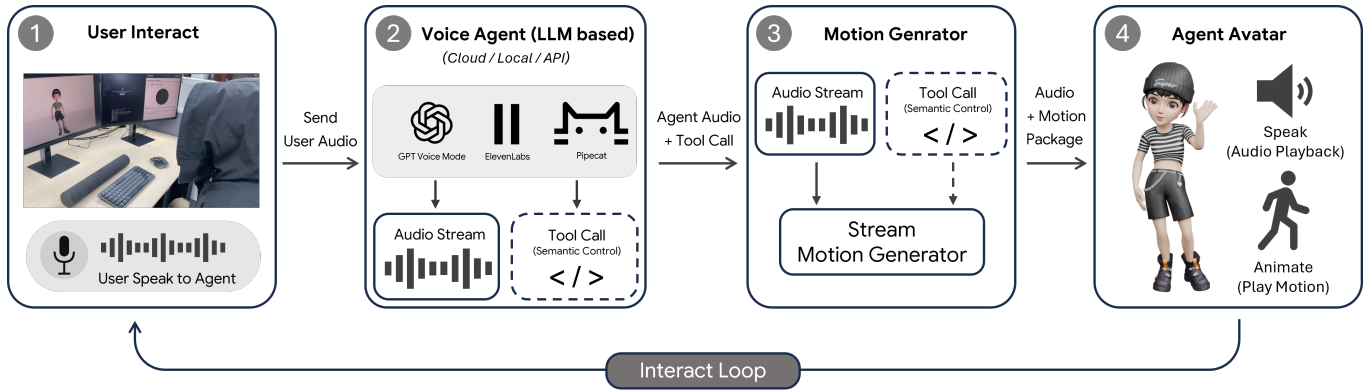 1
User Interact
User Speak to Agent
Send
User Audio
2
Voice Agent (LLM based)
(Cloud / Local / API)
GPT Voice Mode
ElevenLabs
Pipecat
Audio Stream
Tool Call
(Semantic Control)
< / >
Agent Audio
+ Tool Call
3
Motion Genrator
Audio Stream
Tool Call
(Semantic Control)
< / >
Stream
Motion Generator
Audio
+ Motion
Package
4
Agent Avatar
Speak
(Audio Playback)
Animate
(Play Motion)
Interact Loop